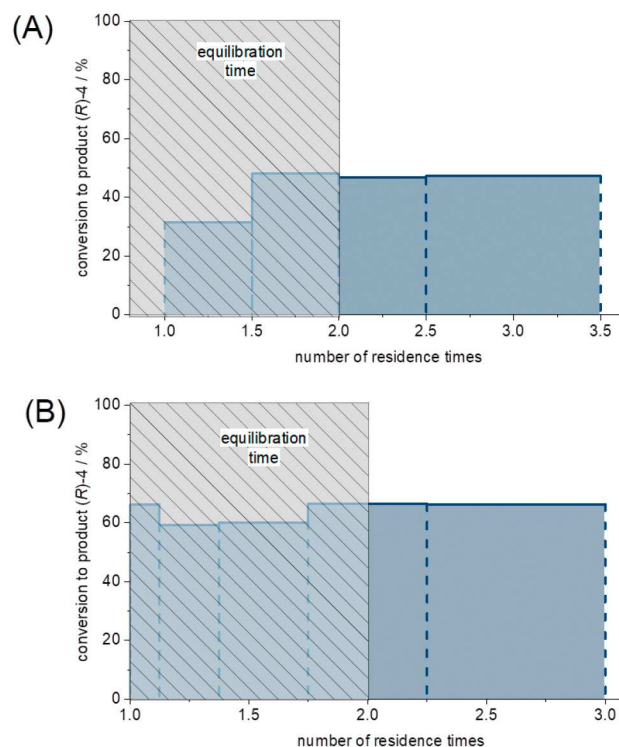 (A)
100
80
60
40
20
0
equilibration
time
conversion to product (R)-4 / %
1.0 1.5 2.0 2.5 3.0 3.5
number of residence times
(B)
100
80
60
40
20
0
equilibration
time
conversion to product (R)-4 / %
1.0 1.5 2.0 2.5 3.0
number of residence times